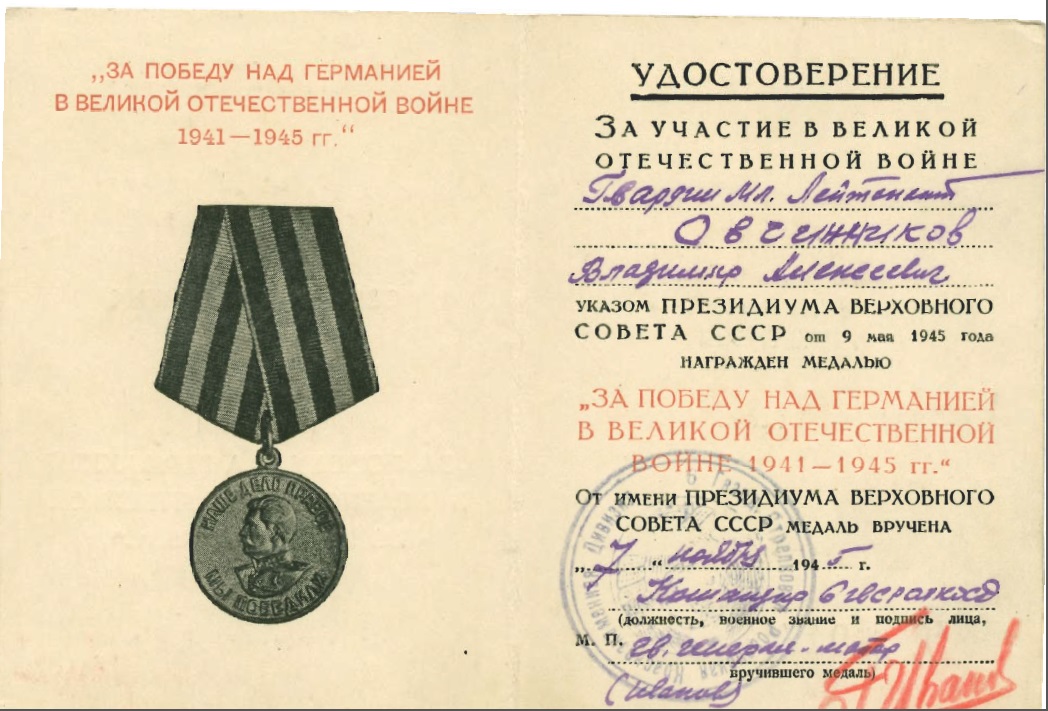 „ЗА ПОБЕДУ НАД ГЕРМАНИЕЙ
В ВЕЛИКОЙ ОТЕЧЕСТВЕННОЙ ВОЙНЕ
1941—1945 гг.“
НАШЕ ДЕЛО ПРАВОЕ
МЫ ПОБЕДИЛИ
УДОСТОВЕРЕНИЕ
ЗА УЧАСТИЕ В ВЕЛИКОЙ
ОТЕЧЕСТВЕННОЙ ВОЙНЕ
Гвардии Мл. Лейтенант
Овчинников
Владимир
УКАЗОМ ПРЕЗИДИУМА ВЕРХОВНОГО
СОВЕТА СССР от 9 мая 1945 года
НАГРАЖДЕН МЕДАЛЬЮ
„ЗА ПОБЕДУ НАД ГЕРМАНИЕЙ
В ВЕЛИКОЙ ОТЕЧЕСТВЕННОЙ
ВОЙНЕ 1941—1945 гг.“
ОТ ИМЕНИ ПРЕЗИДИУМА ВЕРХОВНОГО
СОВЕТА СССР МЕДАЛЬ ВРУЧЕНА
„7“ ноября 1945 г.
Командир 6
(должность, военное звание и подпись лица,
М. П. гв. генерал-майор
вручившего медаль)
(Иванов)